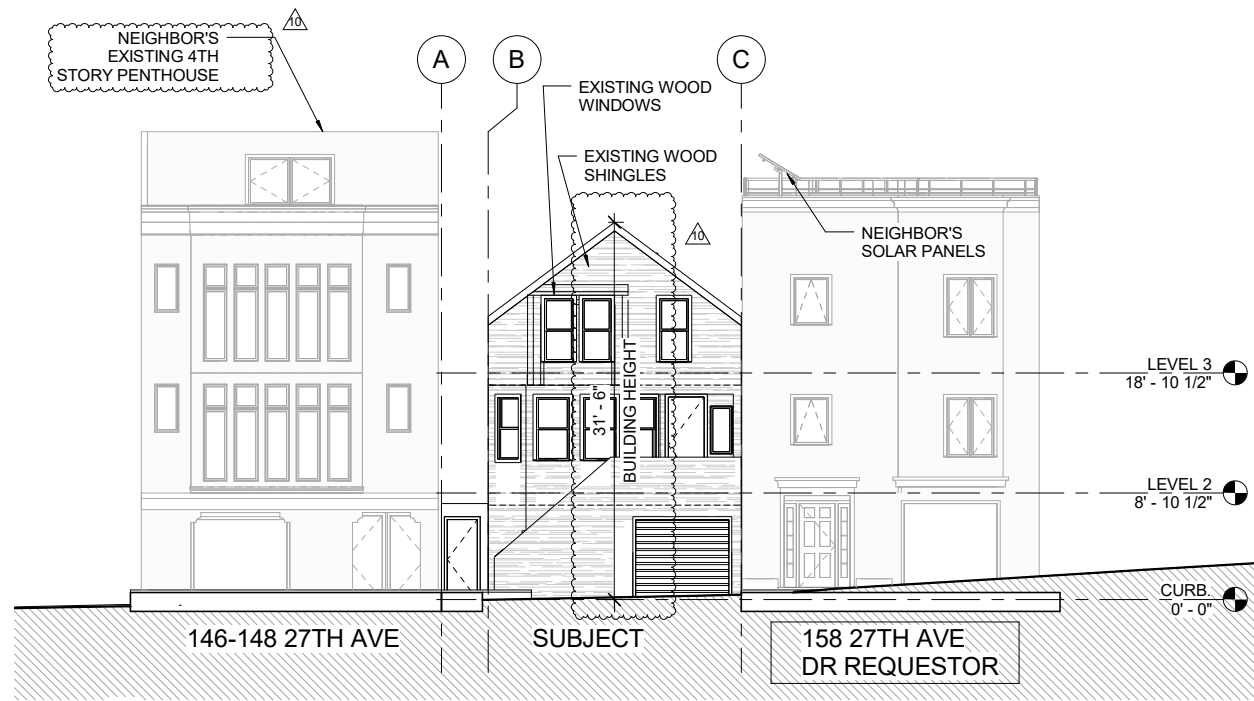 10
NEIGHBOR'S
EXISTING 4TH
STORY PENTHOUSE
A
B
C
EXISTING WOOD
WINDOWS
EXISTING WOOD
SHINGLES
10
NEIGHBOR'S
SOLAR PANELS
31' - 6"
BUILDING HEIGHT
LEVEL 3
18' - 10 1/2"
LEVEL 2
8' - 10 1/2"
CURB.
0' - 0"
146-148 27TH AVE
SUBJECT
158 27TH AVE
DR REQUESTOR